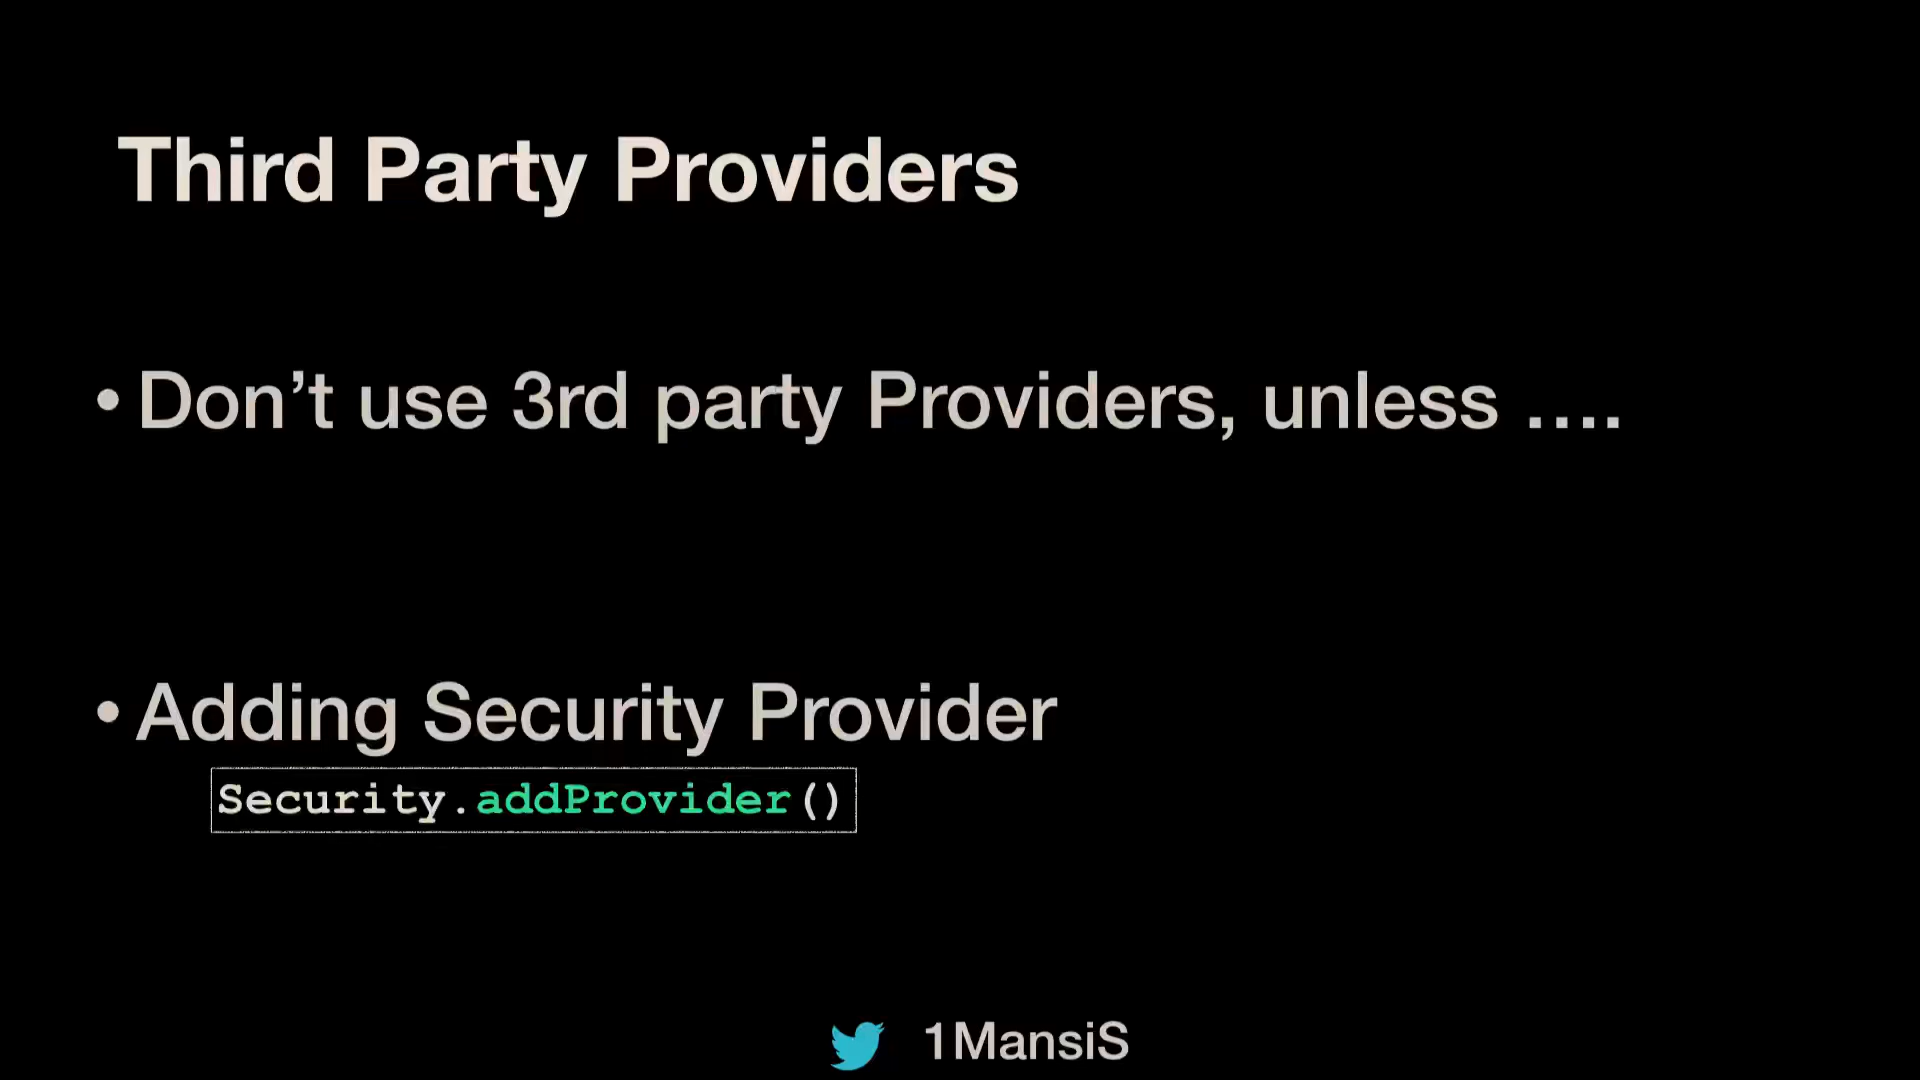 Third Party Providers
• Don’t use 3rd party Providers, unless ….
• Adding Security Provider
Security.addProvider()
1MansiS